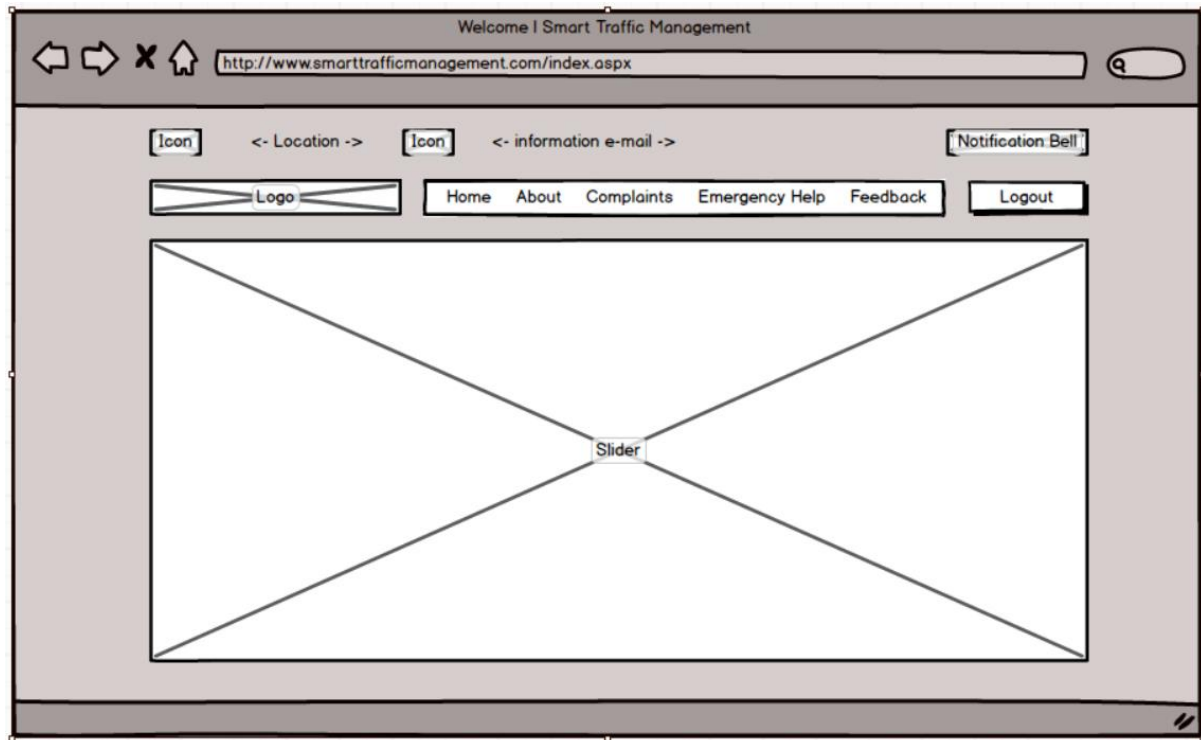 Welcome | Smart Traffic Management
http://www.smarttrafficmanagement.com/index.aspx
Icon <- Location -> Icon <- information e-mail -> Notification Bell
Logo Home About Complaints Emergency Help Feedback Logout
Slider